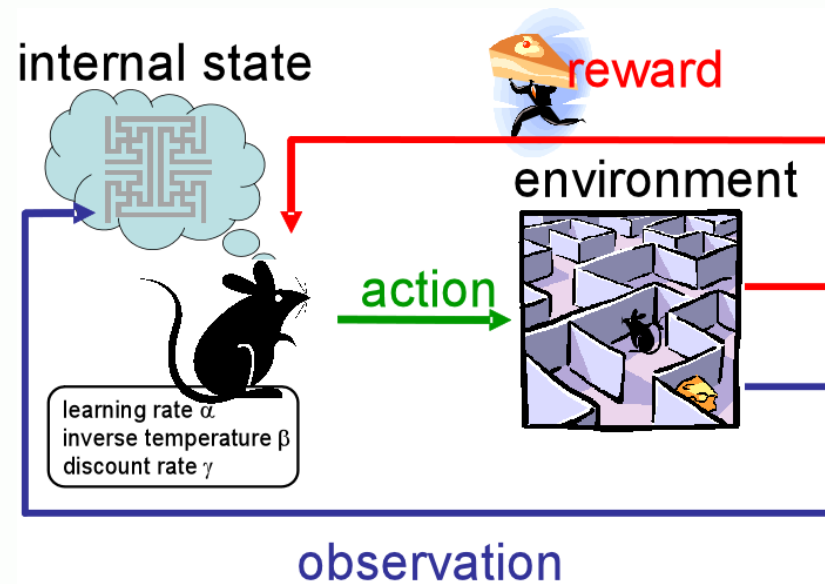 internal state
reward
environment
action
learning rate α
inverse temperature β
discount rate γ
observation